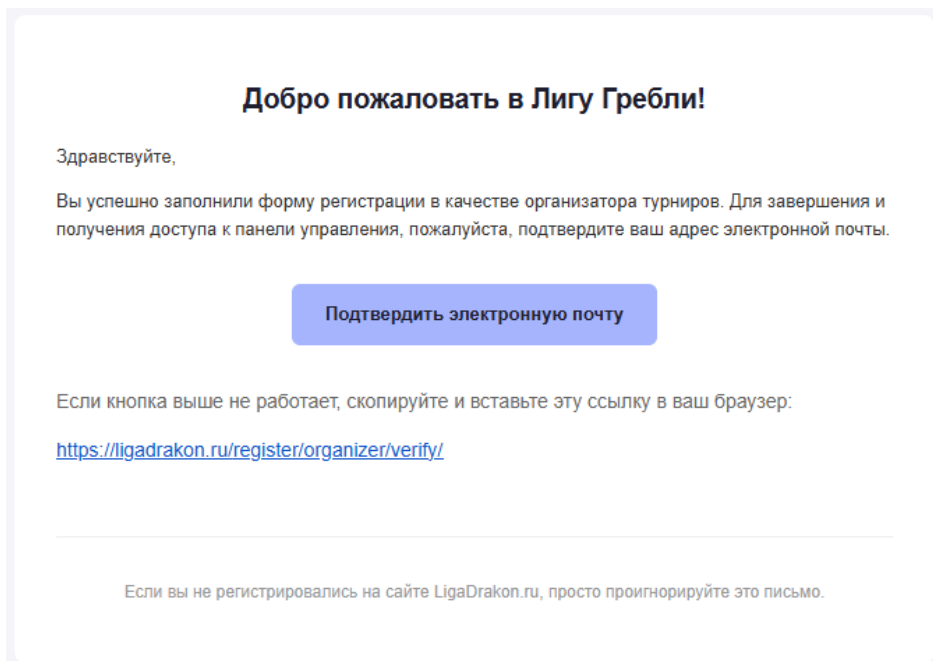 Добро пожаловать в Лигу Гребли!
Здравствуйте,
Вы успешно заполнили форму регистрации в качестве организатора турниров. Для завершения и
получения доступа к панели управления, пожалуйста, подтвердите ваш адрес электронной почты.
Подтвердить электронную почту
Если кнопка выше не работает, скопируйте и вставьте эту ссылку в ваш браузер:
https://ligadrakon.ru/register/organizer/verify/
Если вы не регистрировались на сайте LigaDrakon.ru, просто проигнорируйте это письмо.